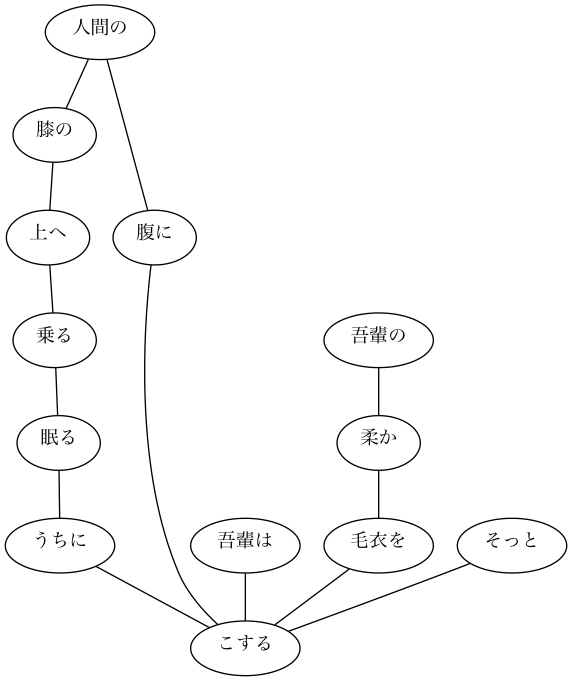 人間の
膝の
上へ
腹に
乗る
吾輩の
眠る
柔か
うちに
吾輩は
毛衣を
そっと
こする